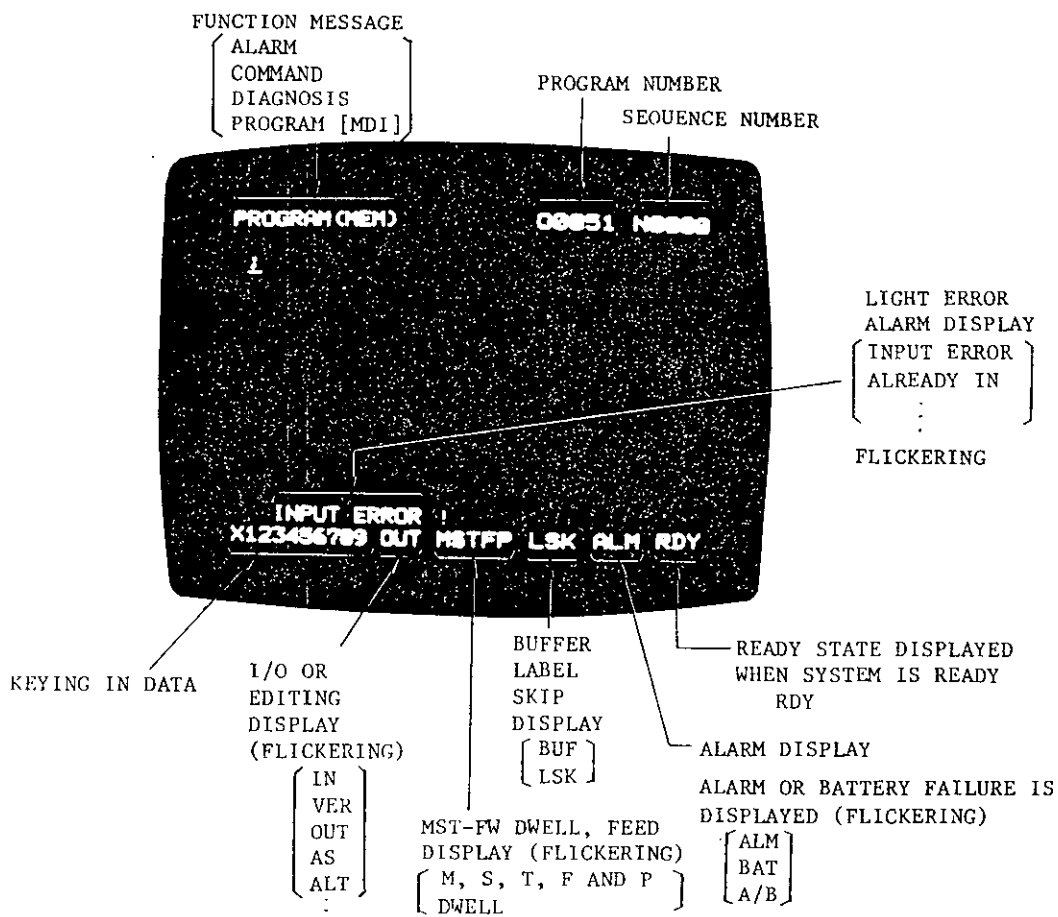 FUNCTION MESSAGE
ALARM
COMMAND
DIAGNOSIS
PROGRAM [MDI]
PROGRAM NUMBER
SEQUENCE NUMBER
PROGRAM(MEM)
O0051 N0000
LIGHT ERROR
ALARM DISPLAY
INPUT ERROR
ALREADY IN
⋮
FLICKERING
INPUT ERROR !
X123456789 OUT MSTFP LSK ALM RDY
KEYING IN DATA
I/O OR
EDITING
DISPLAY
(FLICKERING)
IN
VER
OUT
AS
ALT
⋮
MST-FW DWELL, FEED
DISPLAY (FLICKERING)
M, S, T, F AND P
DWELL
BUFFER
LABEL
SKIP
DISPLAY
BUF
LSK
READY STATE DISPLAYED
WHEN SYSTEM IS READY
RDY
ALARM DISPLAY
ALARM OR BATTERY FAILURE IS
DISPLAYED (FLICKERING)
ALM
BAT
A/B